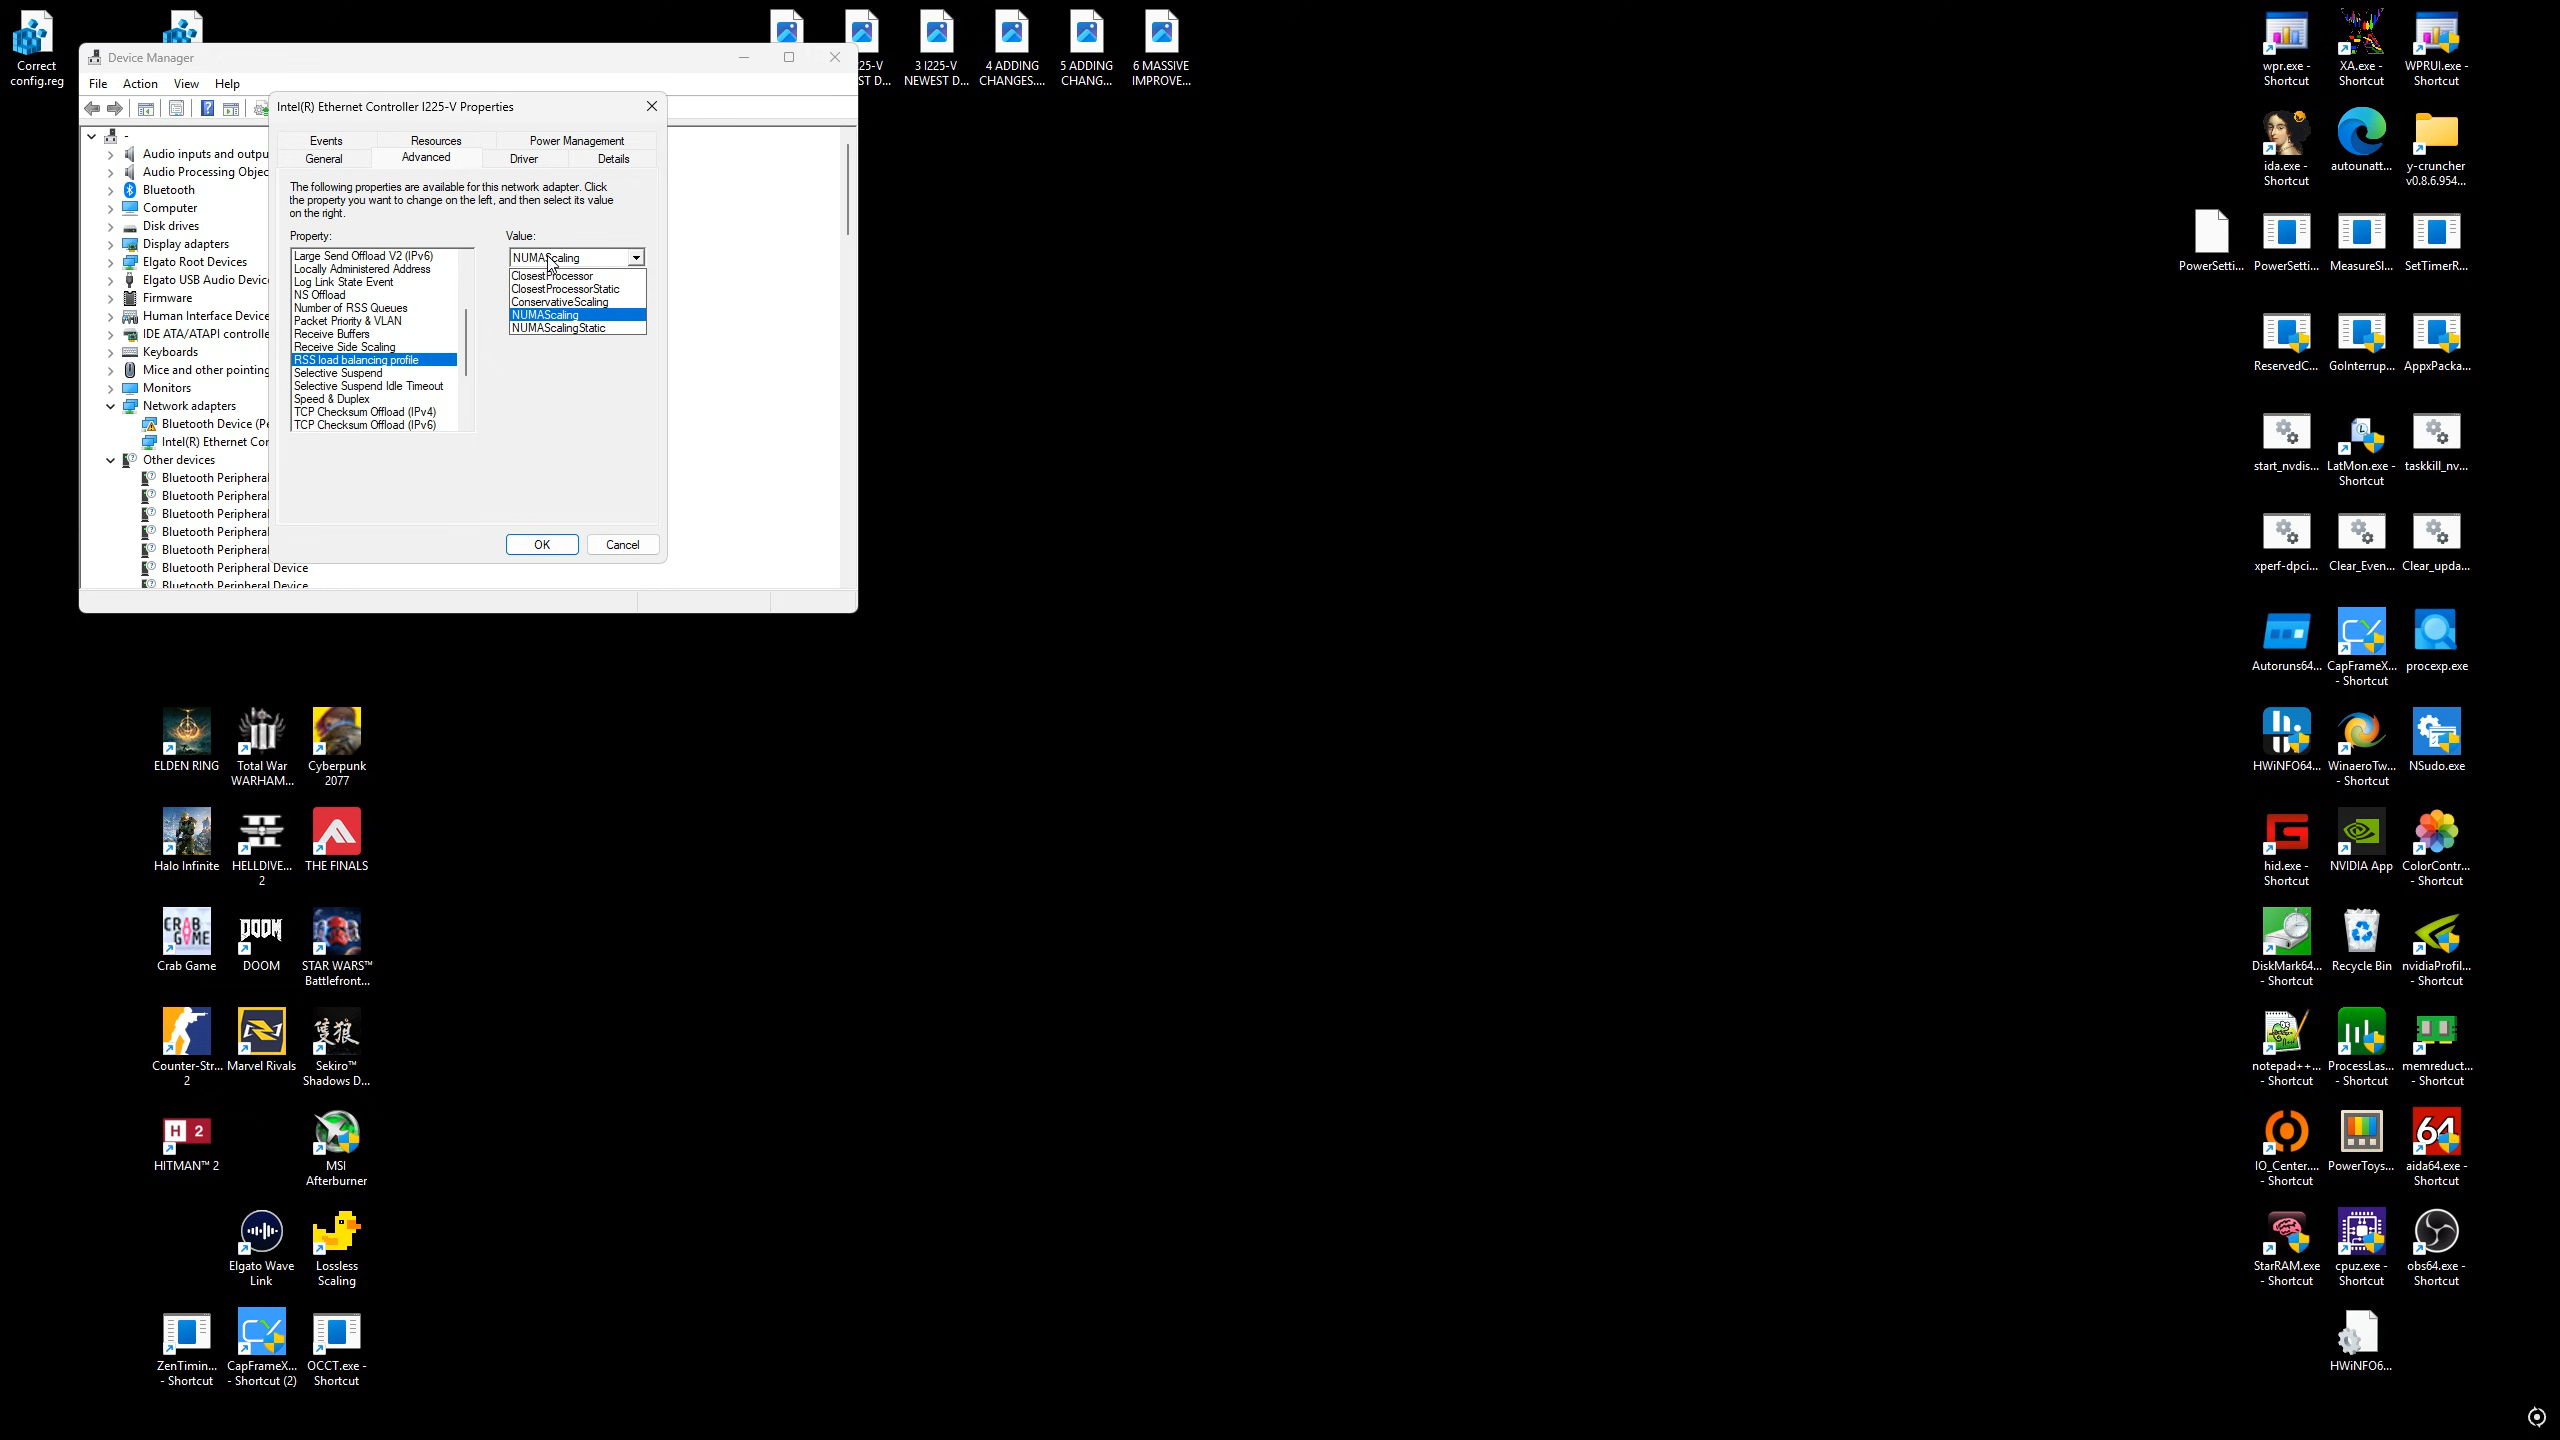 Correct
config.reg
25-V
ST D...
3 I225-V
NEWEST D...
4 ADDING
CHANGES....
5 ADDING
CHANG...
6 MASSIVE
IMPROVE...
Device Manager
File
Action
View
Help
-
Audio inputs and outpu
Audio Processing Objec
Bluetooth
Computer
Disk drives
Display adapters
Elgato Root Devices
Elgato USB Audio Device
Firmware
Human Interface Device
IDE ATA/ATAPI controlle
Keyboards
Mice and other pointing
Monitors
Network adapters
Bluetooth Device (Pe
Intel(R) Ethernet Cor
Other devices
Bluetooth Peripheral
Bluetooth Peripheral
Bluetooth Peripheral
Bluetooth Peripheral
Bluetooth Peripheral
Bluetooth Peripheral Device
Bluetooth Peripheral Device
Intel(R) Ethernet Controller I225-V Properties
Events
Resources
Power Management
General
Advanced
Driver
Details
The following properties are available for this network adapter. Click
the property you want to change on the left, and then select its value
on the right.
Property:
Value:
Large Send Offload V2 (IPv6)
Locally Administered Address
Log Link State Event
NS Offload
Number of RSS Queues
Packet Priority & VLAN
Receive Buffers
Receive Side Scaling
RSS load balancing profile
Selective Suspend
Selective Suspend Idle Timeout
Speed & Duplex
TCP Checksum Offload (IPv4)
TCP Checksum Offload (IPv6)
NUMAScaling
ClosestProcessor
ClosestProcessorStatic
ConservativeScaling
NUMAScaling
NUMAScalingStatic
OK
Cancel
wpr.exe -
Shortcut
XA.exe -
Shortcut
WPRUI.exe -
Shortcut
ida.exe -
Shortcut
autounatt...
y-cruncher
v0.8.6.954...
PowerSetti...
PowerSetti...
MeasureSl...
SetTimerR...
ReservedC...
GoInterrup...
AppxPacka...
start_nvdis...
LatMon.exe -
Shortcut
taskkill_nv...
xperf-dpci...
Clear_Even...
Clear_upda...
Autoruns64...
CapFrameX...
- Shortcut
procexp.exe
HWiNFO64...
WinaeroTw...
- Shortcut
NSudo.exe
hid.exe -
Shortcut
NVIDIA App
ColorContr...
- Shortcut
DiskMark64...
- Shortcut
Recycle Bin
nvidiaProfil...
- Shortcut
notepad++...
- Shortcut
ProcessLas...
- Shortcut
memreduct...
- Shortcut
IO_Center....
- Shortcut
PowerToys...
64
aida64.exe -
Shortcut
StarRAM.exe
- Shortcut
cpuz.exe -
Shortcut
obs64.exe -
Shortcut
HWiNFO6...
ELDEN RING
Total War
WARHAM...
Cyberpunk
2077
Halo Infinite
HELLDIVE...
2
THE FINALS
CRAB
GAME
Crab Game
DOOM
DOOM
STAR WARS™
Battlefront...
Counter-Str...
2
Marvel Rivals
隻狼
Sekiro™
Shadows D...
H 2
HITMAN™ 2
MSI
Afterburner
Elgato Wave
Link
Lossless
Scaling
ZenTimin...
- Shortcut
CapFrameX...
- Shortcut (2)
OCCT.exe -
Shortcut